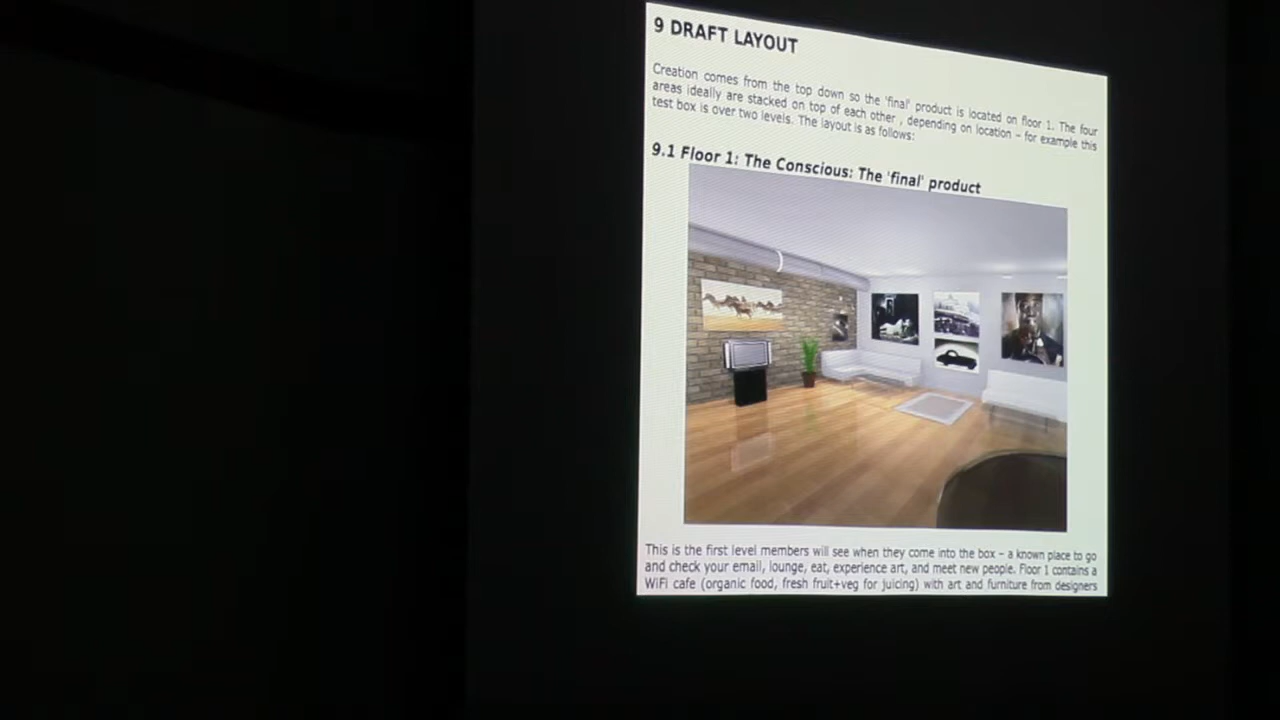 9 DRAFT LAYOUT
Creation comes from the top down so the 'final' product is located on floor 1. The four
areas ideally are stacked on top of each other , depending on location – for example this
test box is over two levels. The layout is as follows:
9.1 Floor 1: The Conscious: The 'final' product
This is the first level members will see when they come into the box – a known place to go
and check your email, lounge, eat, experience art, and meet new people. Floor 1 contains a
WiFi cafe (organic food, fresh fruit+veg for juicing) with art and furniture from designers